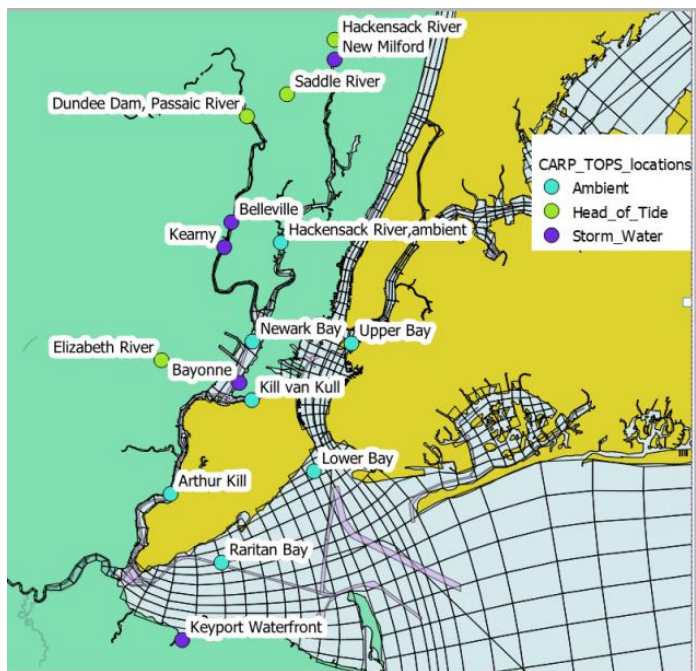 Hackensack River
New Milford
Saddle River
Dundee Dam, Passaic River
CARP_TOPS_locations
Ambient
Head_of_Tide
Storm_Water
Belleville
Kearny
Hackensack River,ambient
Newark Bay
Upper Bay
Elizabeth River
Bayonne
Kill van Kull
Lower Bay
Arthur Kill
Raritan Bay
Keyport Waterfront